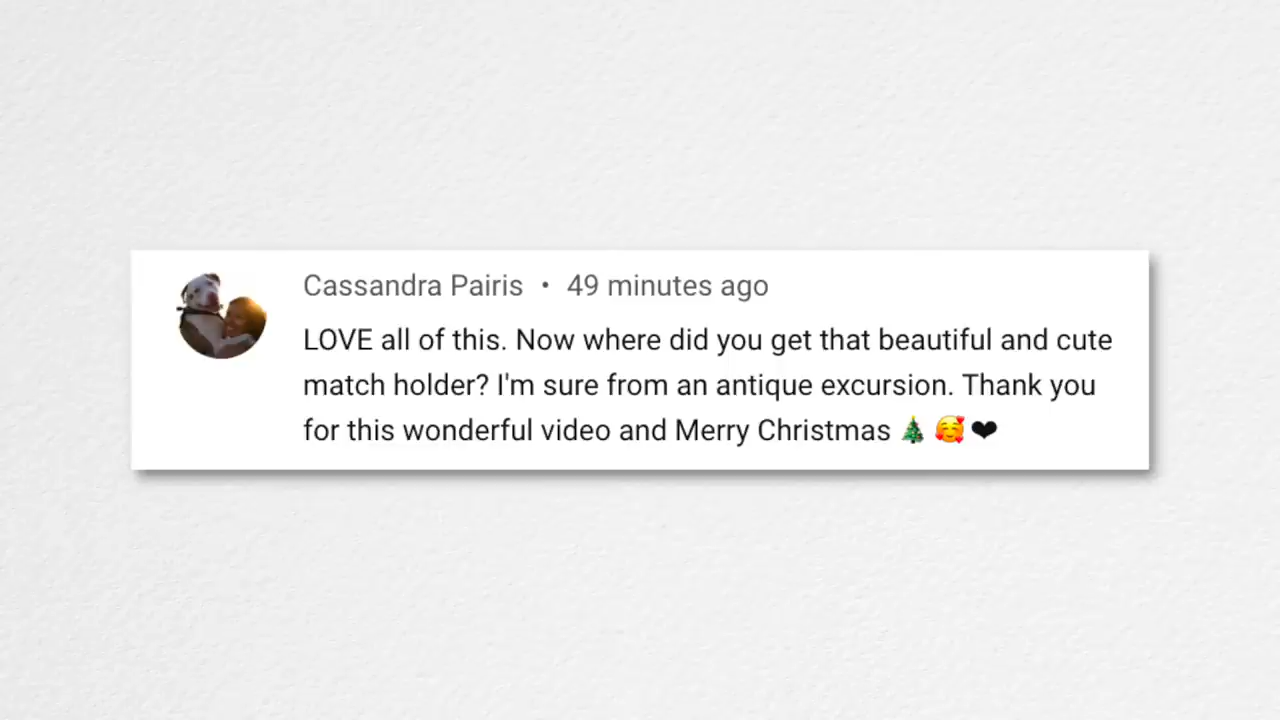 Cassandra Pairis • 49 minutes ago
LOVE all of this. Now where did you get that beautiful and cute
match holder? I'm sure from an antique excursion. Thank you
for this wonderful video and Merry Christmas 🎄 🥰 ❤